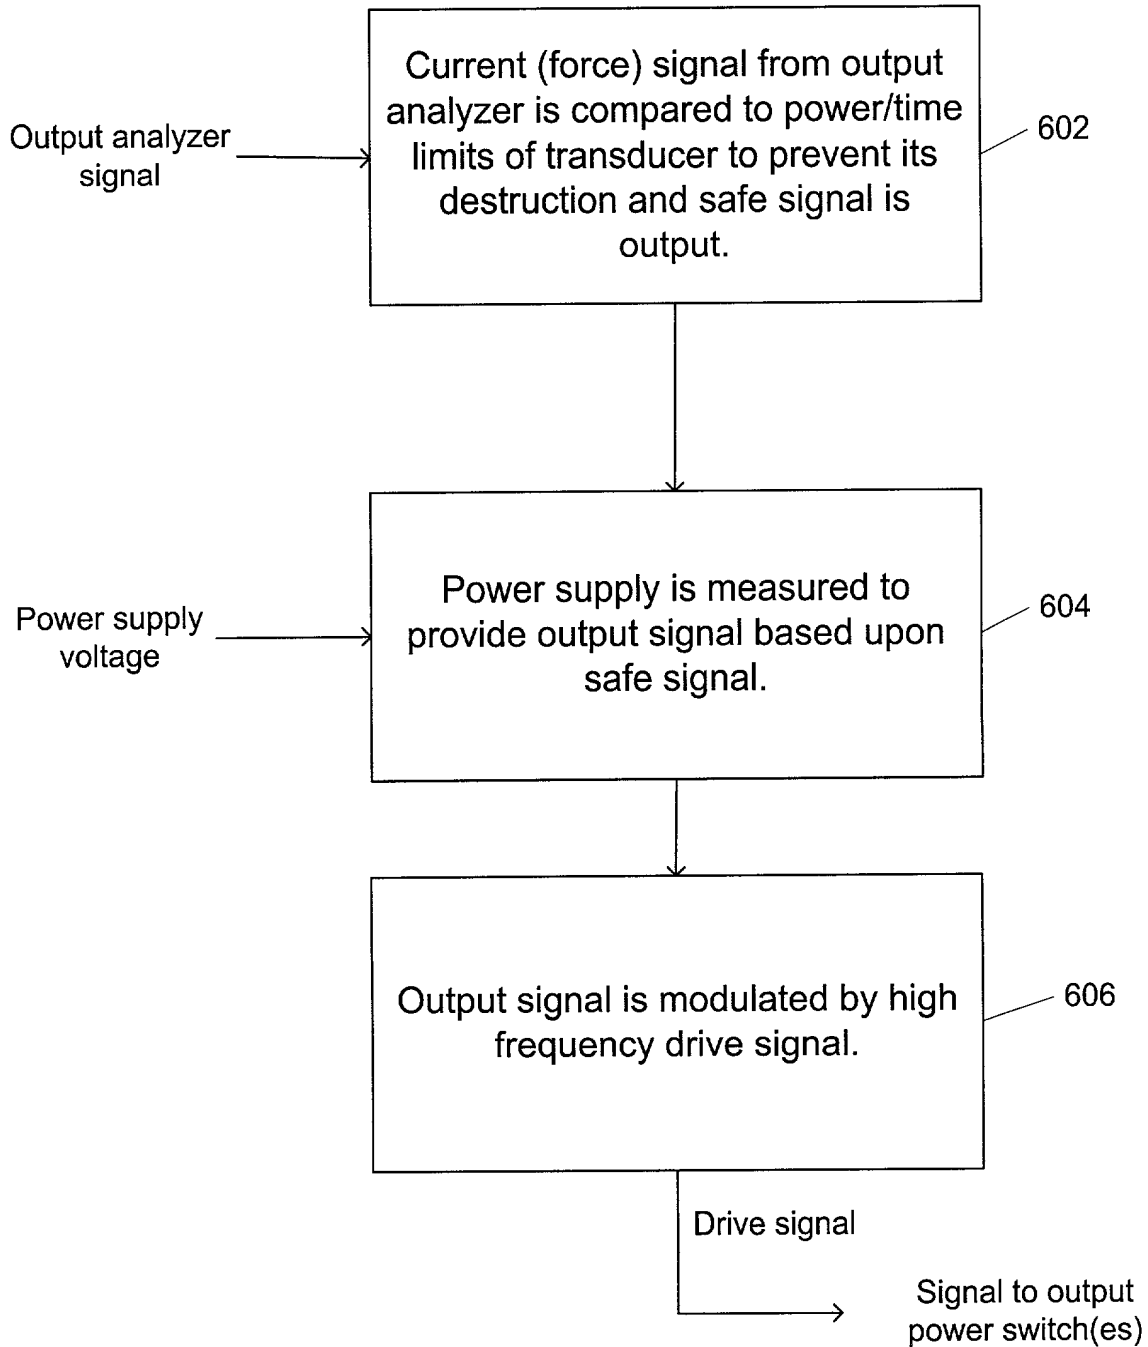 Current (force) signal from output
analyzer is compared to power/time
limits of transducer to prevent its
destruction and safe signal is
output.
602
Output analyzer
signal
Power supply is measured to
provide output signal based upon
safe signal.
604
Power supply
voltage
Output signal is modulated by high
frequency drive signal.
606
Drive signal
Signal to output
power switch(es)